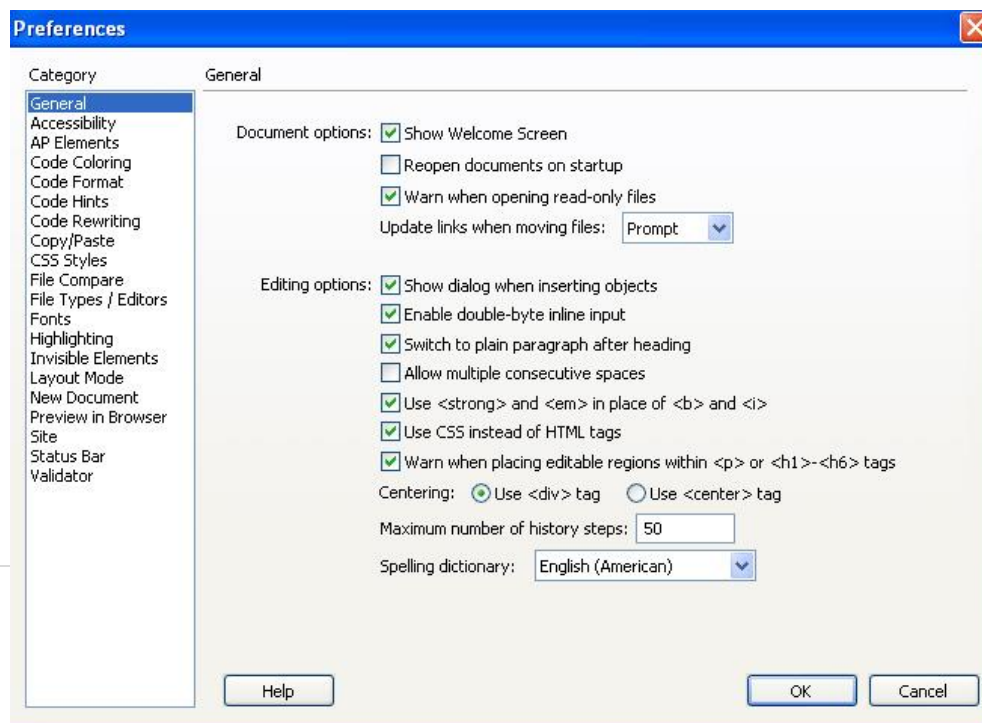 Preferences
Category
General
Accessibility
AP Elements
Code Coloring
Code Format
Code Hints
Code Rewriting
Copy/Paste
CSS Styles
File Compare
File Types / Editors
Fonts
Highlighting
Invisible Elements
Layout Mode
New Document
Preview in Browser
Site
Status Bar
Validator
General
Document options: Show Welcome Screen
Reopen documents on startup
Warn when opening read-only files
Update links when moving files: Prompt
Editing options: Show dialog when inserting objects
Enable double-byte inline input
Switch to plain paragraph after heading
Allow multiple consecutive spaces
Use <strong> and <em> in place of <b> and <i>
Use CSS instead of HTML tags
Warn when placing editable regions within <p> or <h1>-<h6> tags
Centering: Use <div> tag Use <center> tag
Maximum number of history steps: 50
Spelling dictionary: English (American)
Help OK Cancel